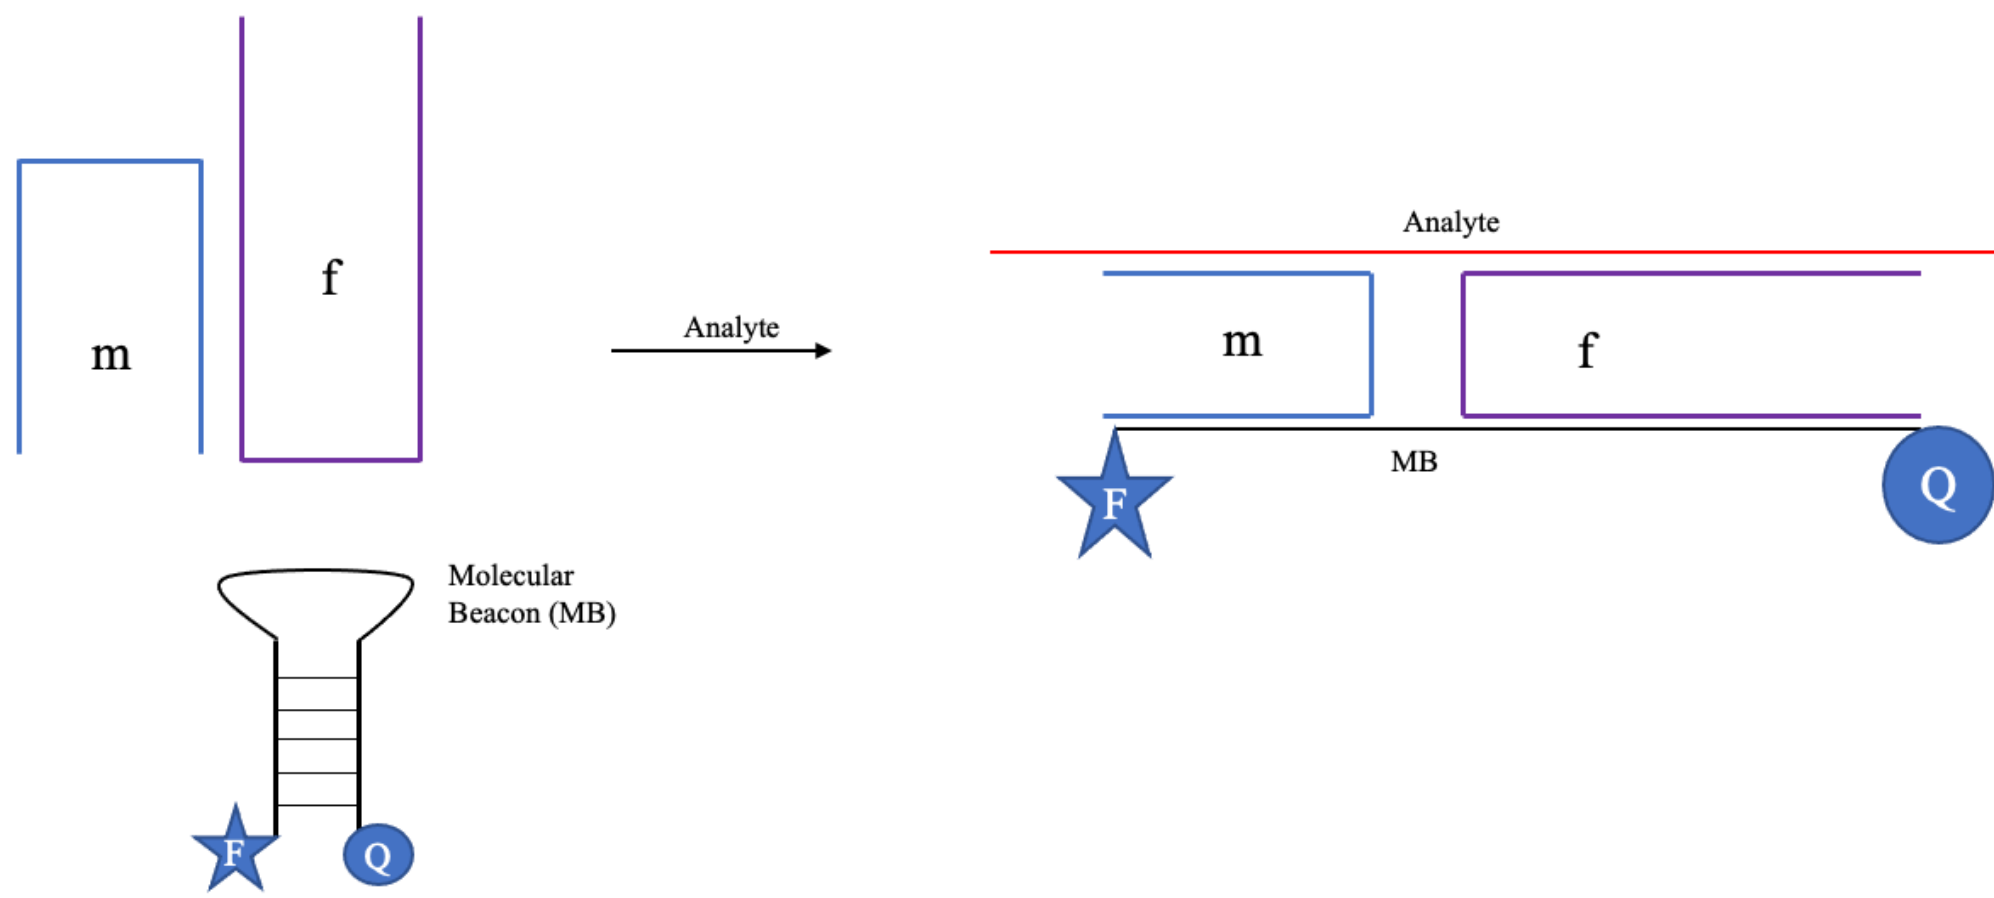 f
m
Analyte
Analyte
m
f
MB
F
Q
Molecular
Beacon (MB)
F
Q